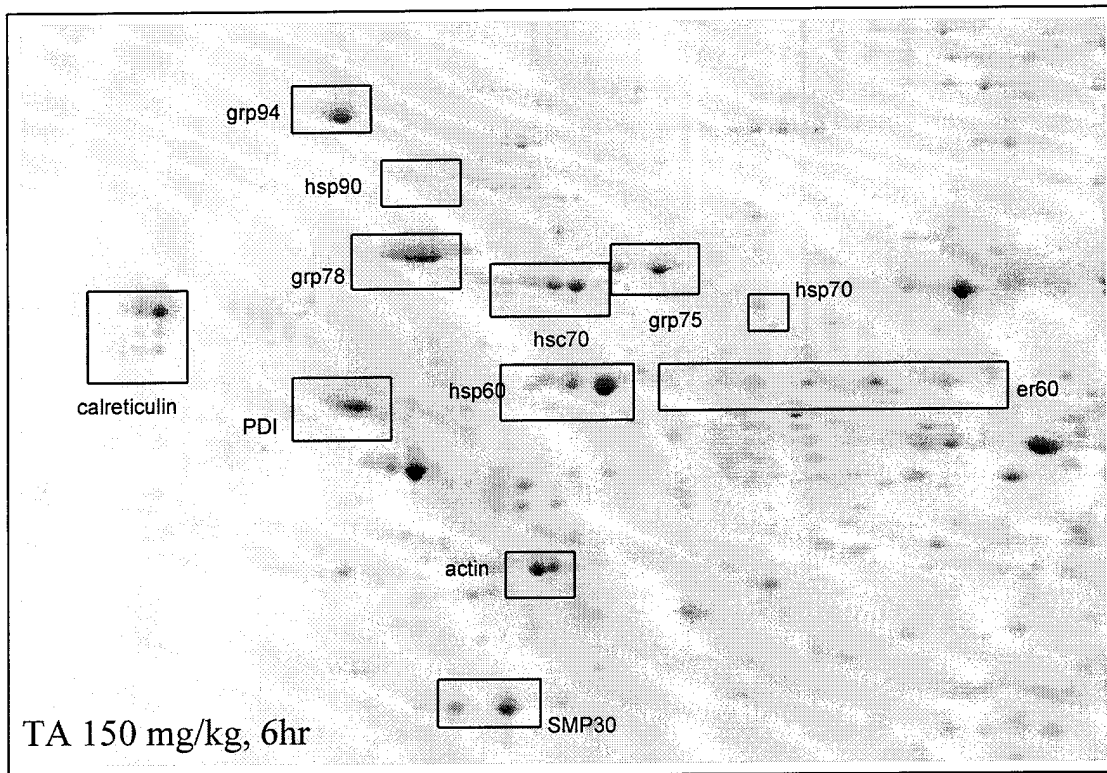 grp94
hsp90
grp78
hsp70
grp75
hsc70
calreticulin
hsp60
er60
PDI
actin
SMP30
TA 150 mg/kg, 6hr